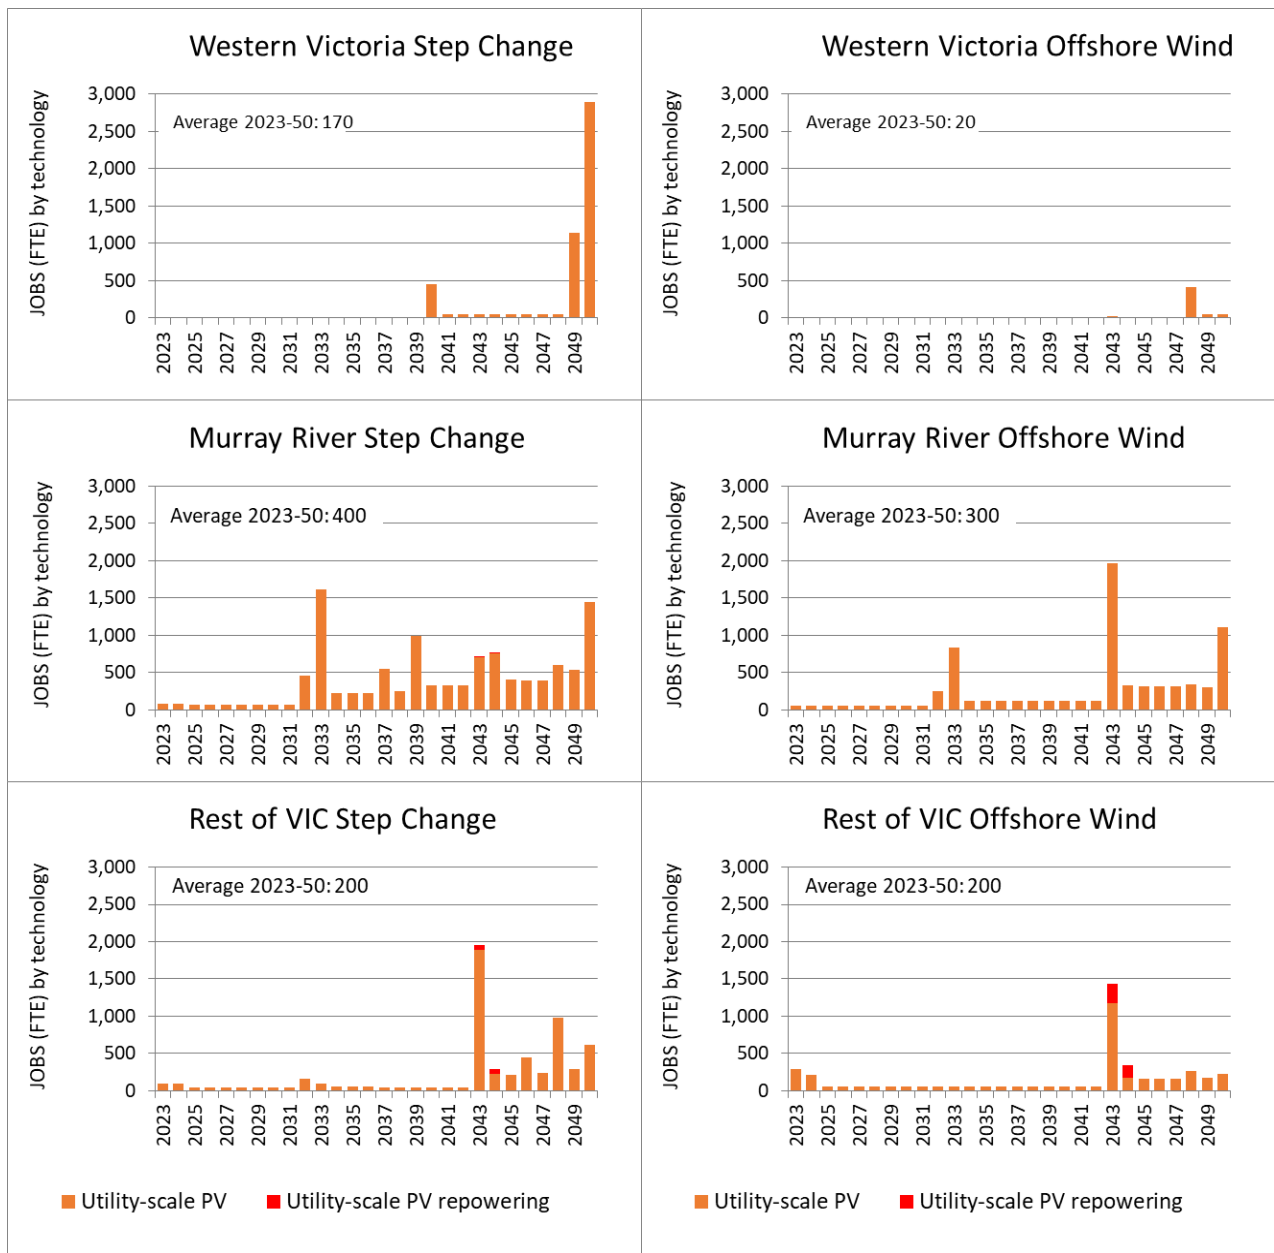 Western Victoria Step Change
JOBS (FTE) by technology
3,000
2,500
2,000
1,500
1,000
500
0
Average 2023-50: 170
2023 2025 2027 2029 2031 2033 2035 2037 2039 2041 2043 2045 2047 2049
Western Victoria Offshore Wind
JOBS (FTE) by technology
3,000
2,500
2,000
1,500
1,000
500
0
Average 2023-50: 20
2023 2025 2027 2029 2031 2033 2035 2037 2039 2041 2043 2045 2047 2049
Murray River Step Change
JOBS (FTE) by technology
3,000
2,500
2,000
1,500
1,000
500
0
Average 2023-50: 400
2023 2025 2027 2029 2031 2033 2035 2037 2039 2041 2043 2045 2047 2049
Murray River Offshore Wind
JOBS (FTE) by technology
3,000
2,500
2,000
1,500
1,000
500
0
Average 2023-50: 300
2023 2025 2027 2029 2031 2033 2035 2037 2039 2041 2043 2045 2047 2049
Rest of VIC Step Change
JOBS (FTE) by technology
3,000
2,500
2,000
1,500
1,000
500
0
Average 2023-50: 200
2023 2025 2027 2029 2031 2033 2035 2037 2039 2041 2043 2045 2047 2049
Utility-scale PV Utility-scale PV repowering
Rest of VIC Offshore Wind
JOBS (FTE) by technology
3,000
2,500
2,000
1,500
1,000
500
0
Average 2023-50: 200
2023 2025 2027 2029 2031 2033 2035 2037 2039 2041 2043 2045 2047 2049
Utility-scale PV Utility-scale PV repowering